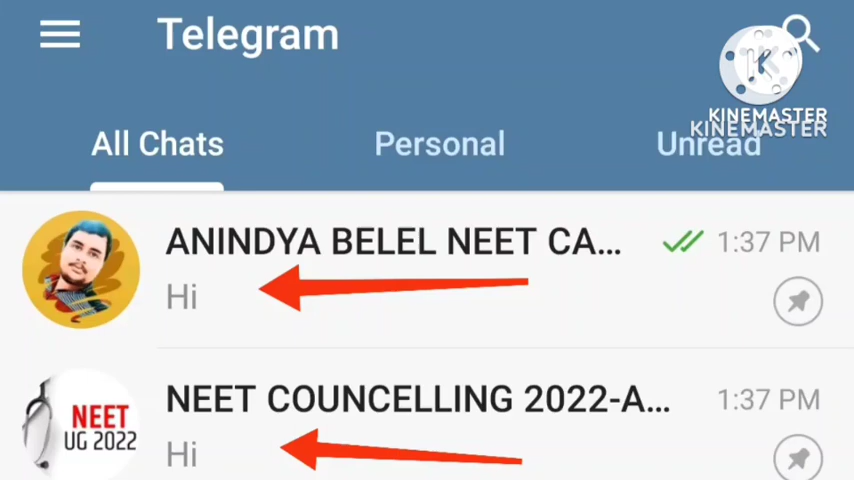 Telegram
KINEMASTER
KINEMASTER
All Chats Personal Unread
ANINDYA BELEL NEET CA... 1:37 PM
Hi
NEET COUNCELLING 2022-A... 1:37 PM
NEET
UG 2022
Hi